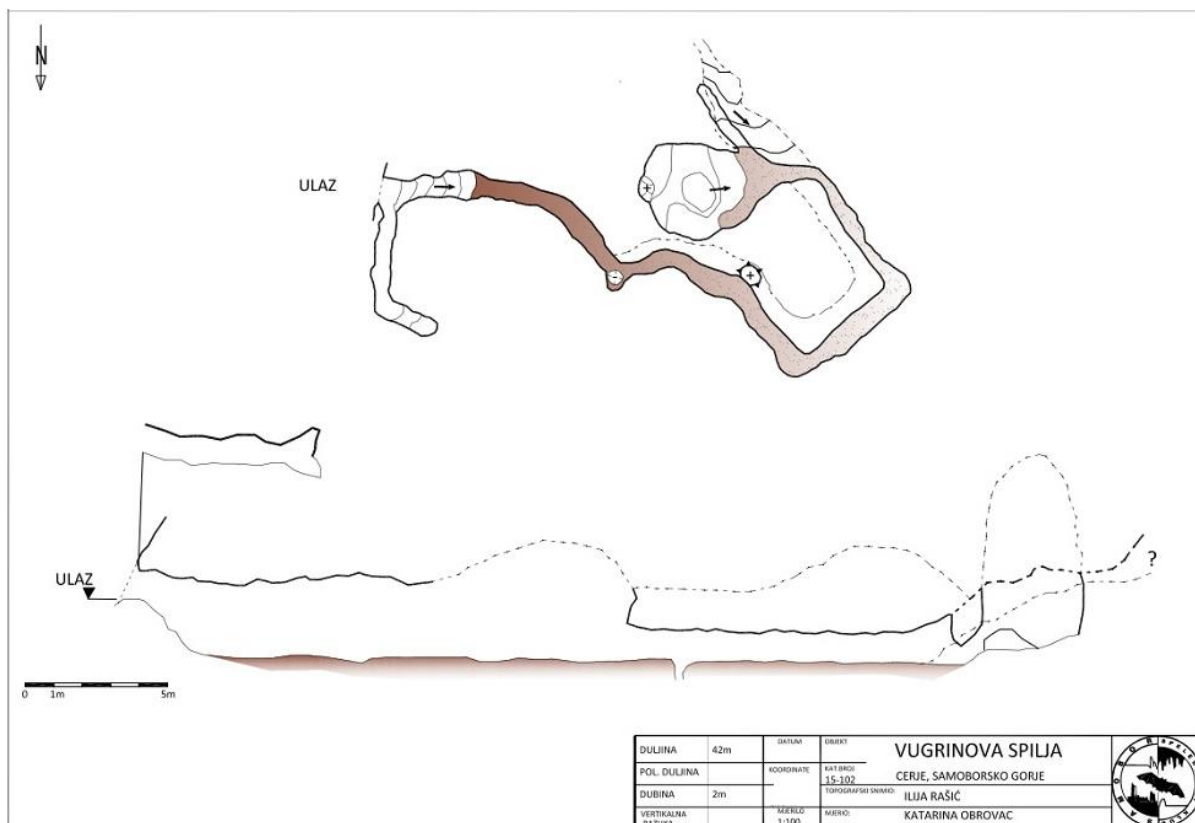 N
ULAZ
ULAZ
?
0 1m 5m
DULJINA 42m
DATUM
OBJEKT
VUGRINOVA SPILJA
POL. DULJINA
KOORDINATE
KAT.BROJ
15-102
CERJE, SAMOBORSKO GORJE
DUBINA 2m
TOPOGRAFSKI SNIMIO: ILIJA RAŠIĆ
VERTIKALNA
MJERILO
1:100
MJERIO: KATARINA OBROVAC